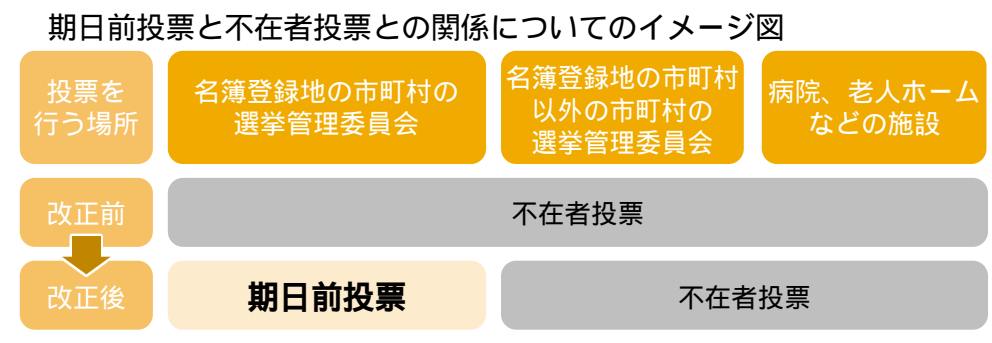 期日前投票と不在者投票との関係についてのイメージ図
投票を
行う場所
名簿登録地の市町村の
選挙管理委員会
名簿登録地の市町村
以外の市町村の
選挙管理委員会
病院、老人ホーム
などの施設
改正前
不在者投票
改正後
期日前投票
不在者投票